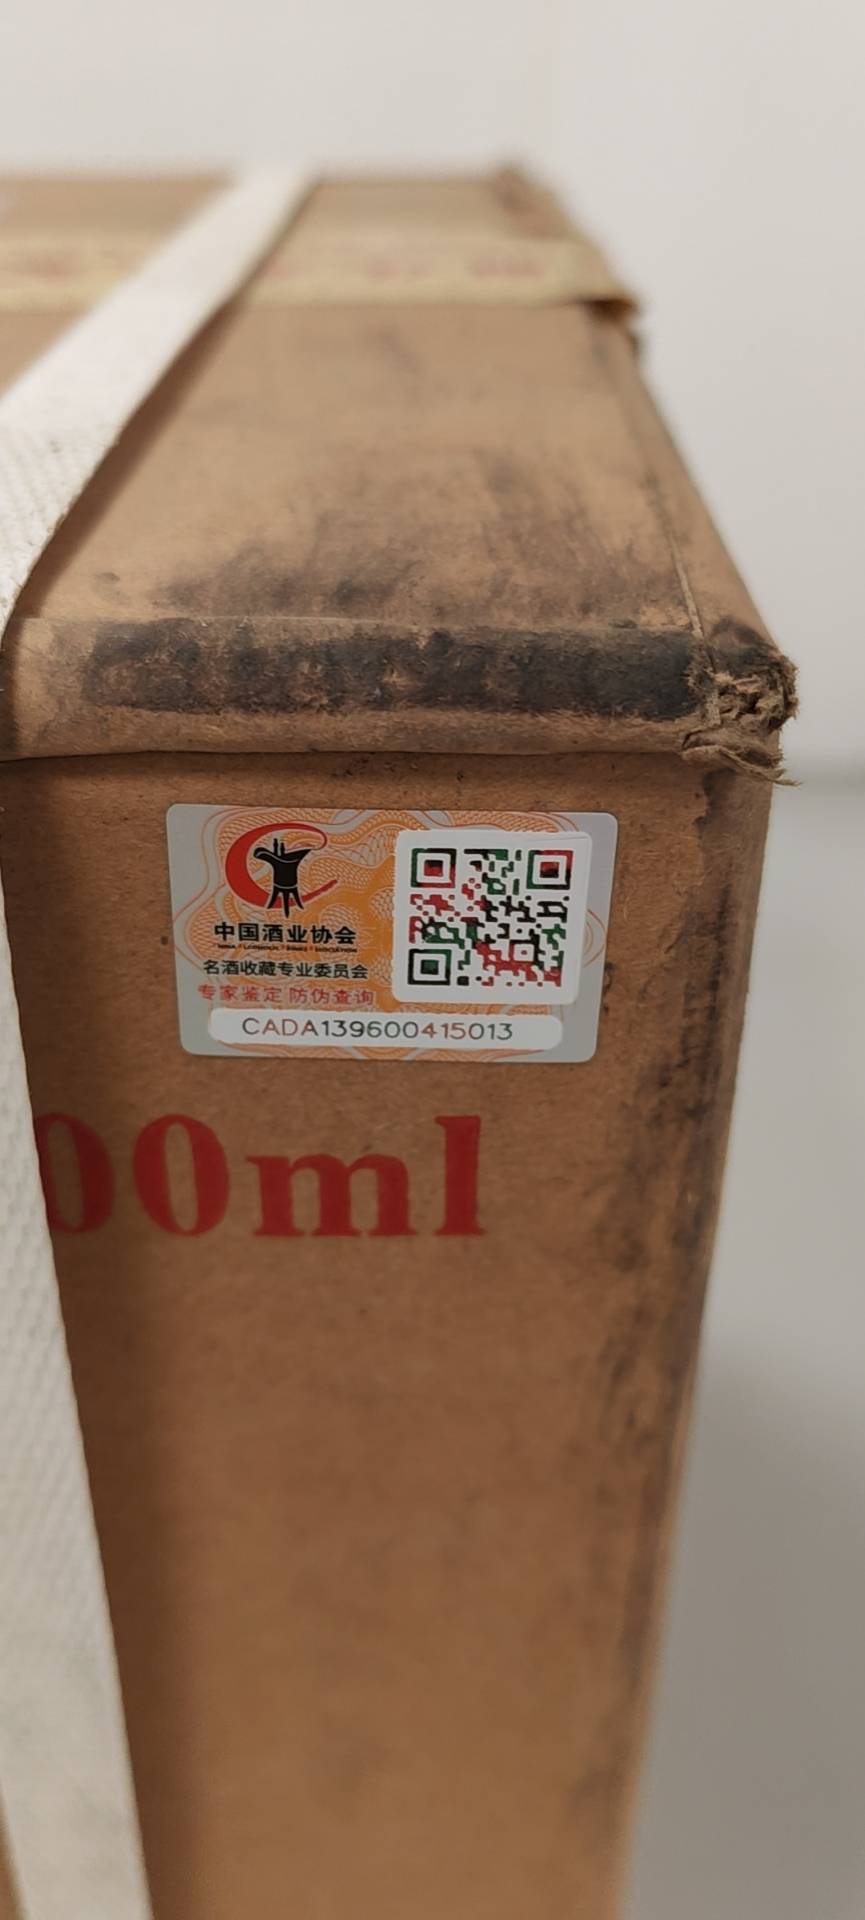 中国酒业协会
名酒收藏专业委员会
专家鉴定 防伪查询
CADA139600415013
00ml